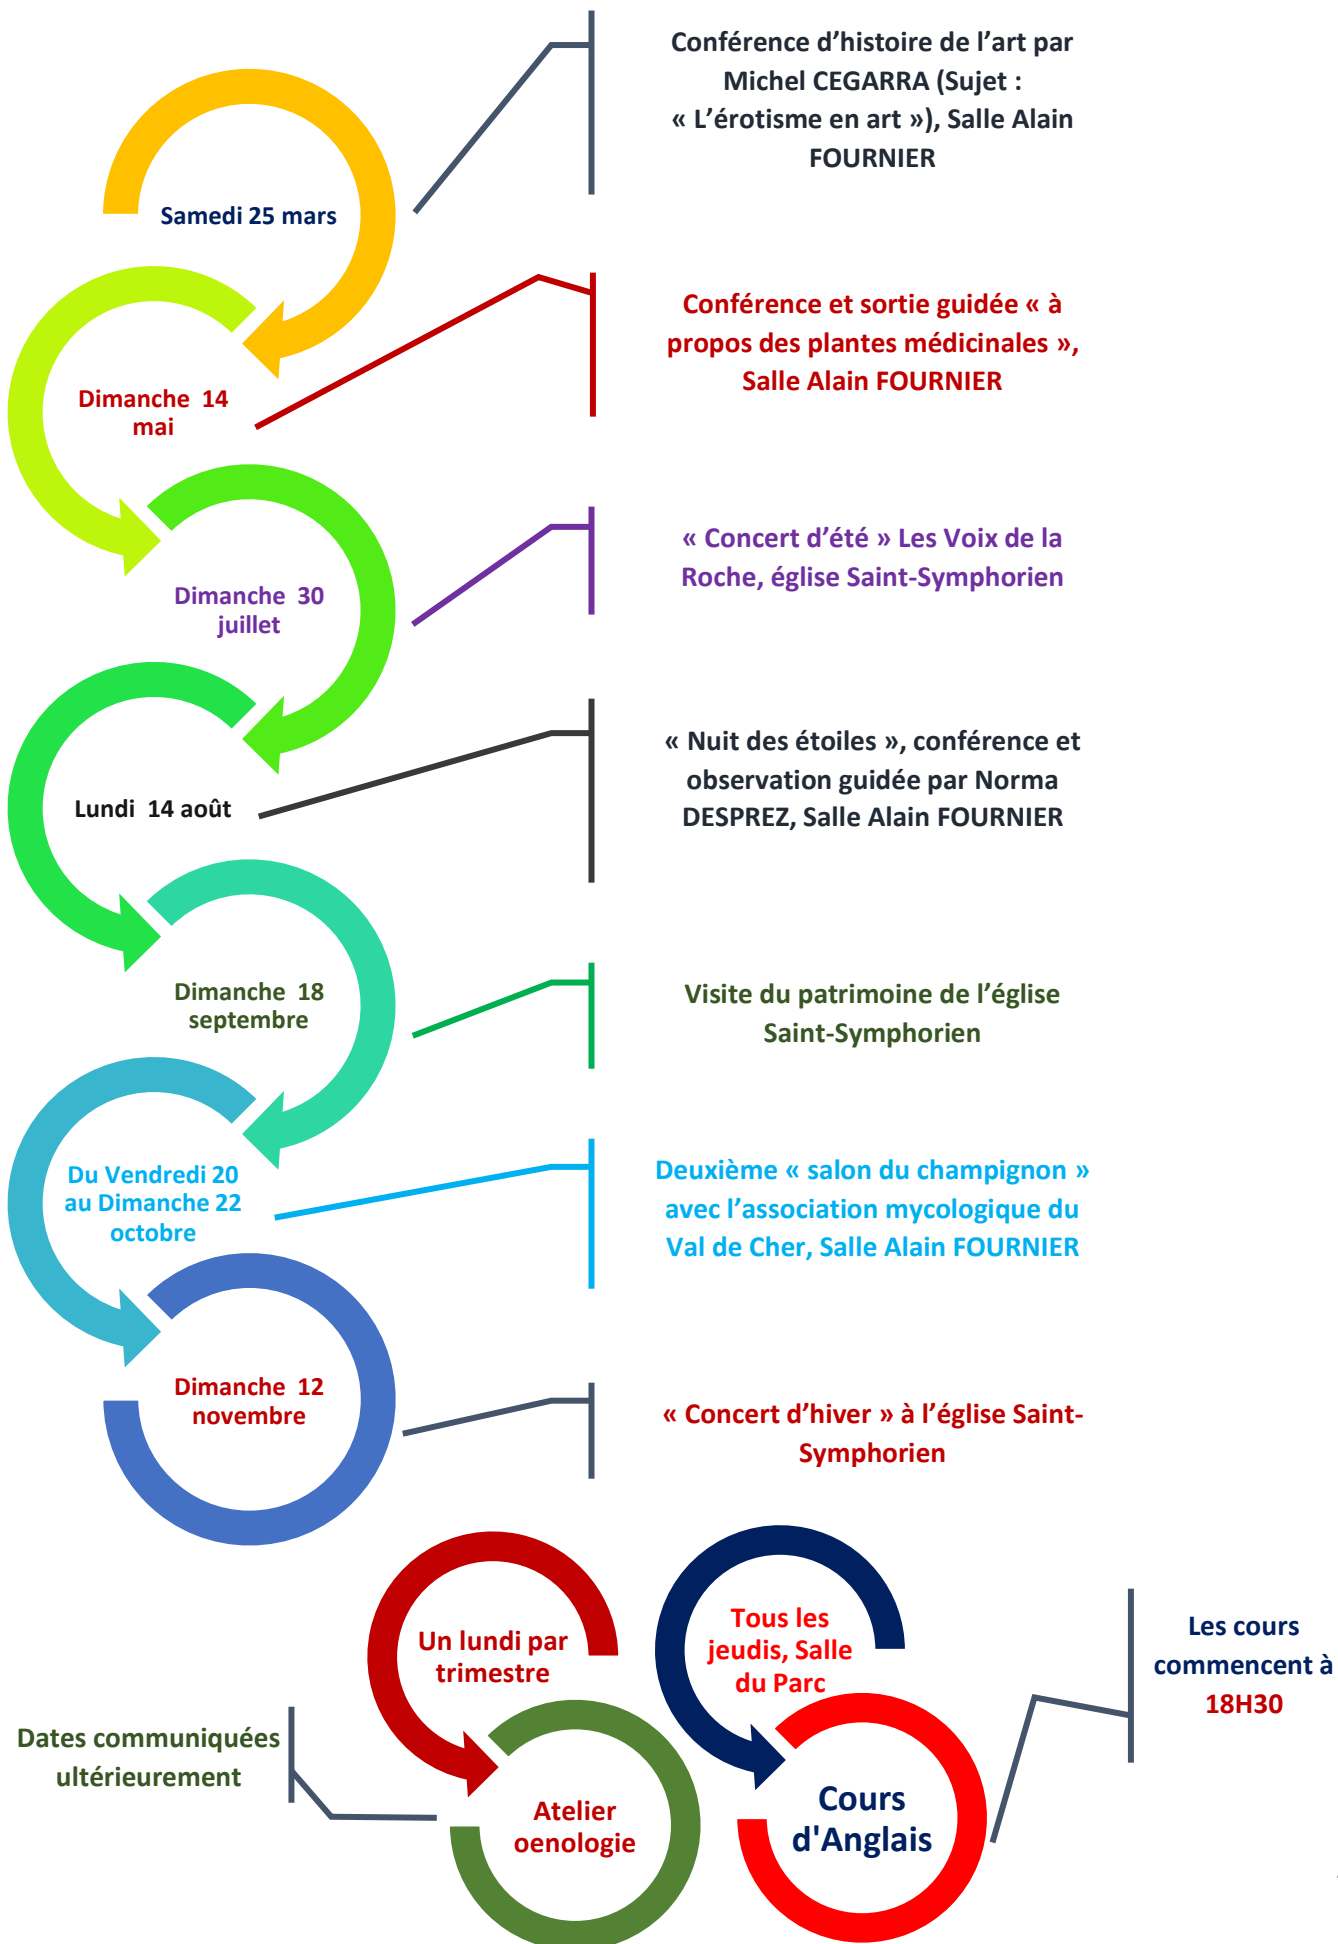 Conférence d’histoire de l’art par
Michel CEGARRA (Sujet :
« L’érotisme en art »), Salle Alain
FOURNIER
Samedi 25 mars
Conférence et sortie guidée « à
propos des plantes médicinales »,
Salle Alain FOURNIER
Dimanche 14
mai
« Concert d’été » Les Voix de la
Roche, église Saint-Symphorien
Dimanche 30
juillet
« Nuit des étoiles », conférence et
observation guidée par Norma
DESPREZ, Salle Alain FOURNIER
Lundi 14 août
Dimanche 18
septembre
Visite du patrimoine de l’église
Saint-Symphorien
Du Vendredi 20
au Dimanche 22
octobre
Deuxième « salon du champignon »
avec l’association mycologique du
Val de Cher, Salle Alain FOURNIER
Dimanche 12
novembre
« Concert d’hiver » à l’église Saint-
Symphorien
Un lundi par
trimestre
Tous les
jeudis, Salle
du Parc
Les cours
commencent à
18H30
Dates communiquées
ultérieurement
Atelier
oenologie
Cours
d'Anglais